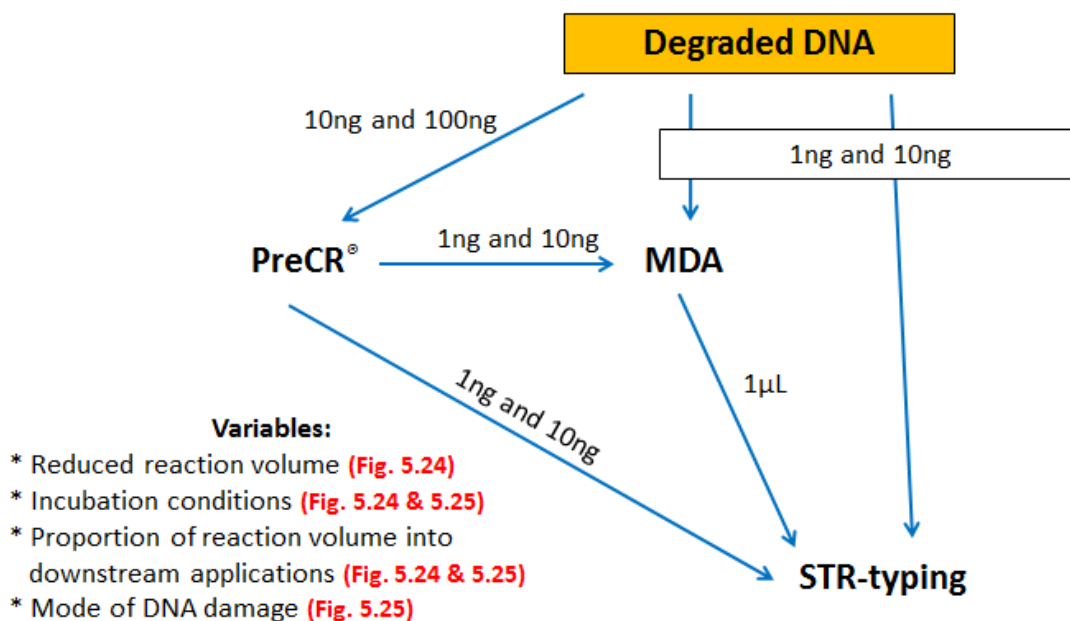 Degraded DNA
10ng and 100ng
1ng and 10ng
1ng and 10ng
PreCR®
MDA
1ng and 10ng
1µL
Variables:
* Reduced reaction volume (Fig. 5.24)
* Incubation conditions (Fig. 5.24 & 5.25)
* Proportion of reaction volume into
downstream applications (Fig. 5.24 & 5.25)
* Mode of DNA damage (Fig. 5.25)
STR-typing